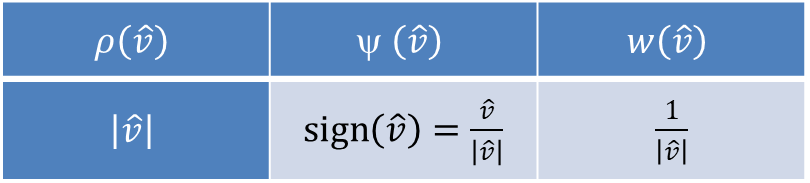 ρ(v̂) ψ (v̂) w(v̂)
|v̂| sign(v̂) = v̂/|v̂| 1/|v̂|